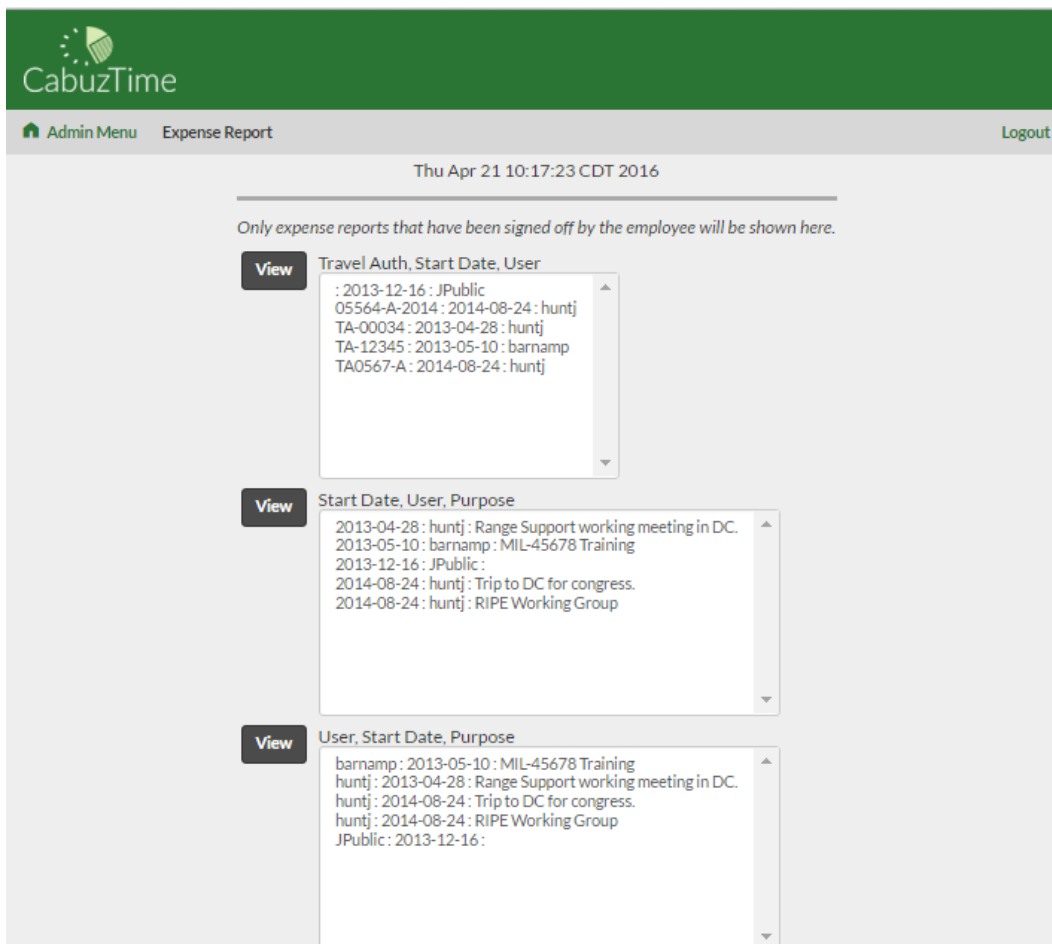 CabuzTime
Admin Menu Expense Report Logout
Thu Apr 21 10:17:23 CDT 2016
Only expense reports that have been signed off by the employee will be shown here.
View Travel Auth, Start Date, User
: 2013-12-16 : JPublic
05564-A-2014 : 2014-08-24 : huntj
TA-00034 : 2013-04-28 : huntj
TA-12345 : 2013-05-10 : barnamp
TA0567-A : 2014-08-24 : huntj
View Start Date, User, Purpose
2013-04-28 : huntj : Range Support working meeting in DC.
2013-05-10 : barnamp : MIL-45678 Training
2013-12-16 : JPublic :
2014-08-24 : huntj : Trip to DC for congress.
2014-08-24 : huntj : RIPE Working Group
View User, Start Date, Purpose
barnamp : 2013-05-10 : MIL-45678 Training
huntj : 2013-04-28 : Range Support working meeting in DC.
huntj : 2014-08-24 : Trip to DC for congress.
huntj : 2014-08-24 : RIPE Working Group
JPublic : 2013-12-16 :